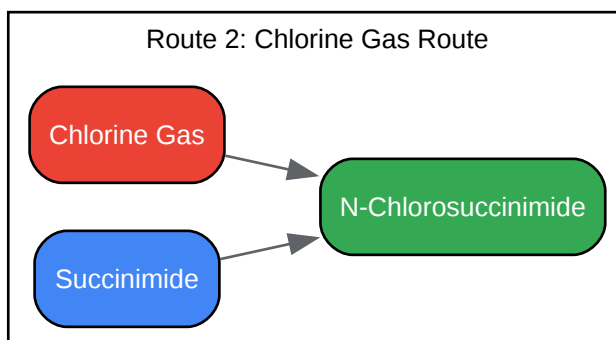 Route 2: Chlorine Gas Route
Chlorine Gas
N-Chlorosuccinimide
Succinimide